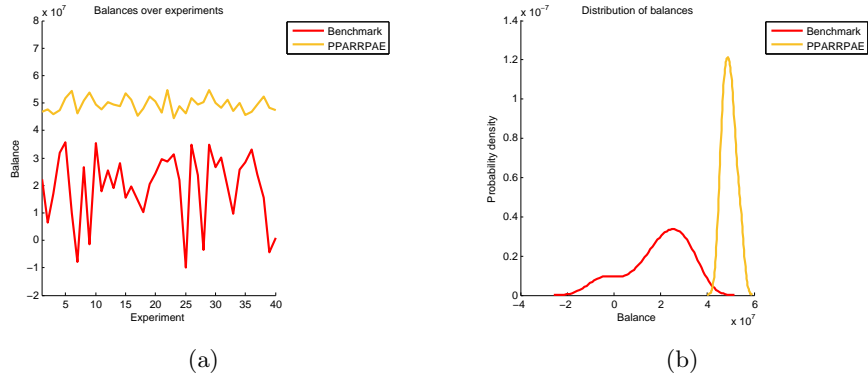 Balances over experiments
x 10^7
8
7
6
5
4
3
2
1
0
−1
−2
Balance
5 10 15 20 25 30 35 40
Experiment
Benchmark
PPARRPAE
(a)
Distribution of balances
x 10^−7
1.4
1.2
1
0.8
0.6
0.4
0.2
0
Probability density
−4 −2 0 2 4 6
Balance
x 10^7
Benchmark
PPARRPAE
(b)